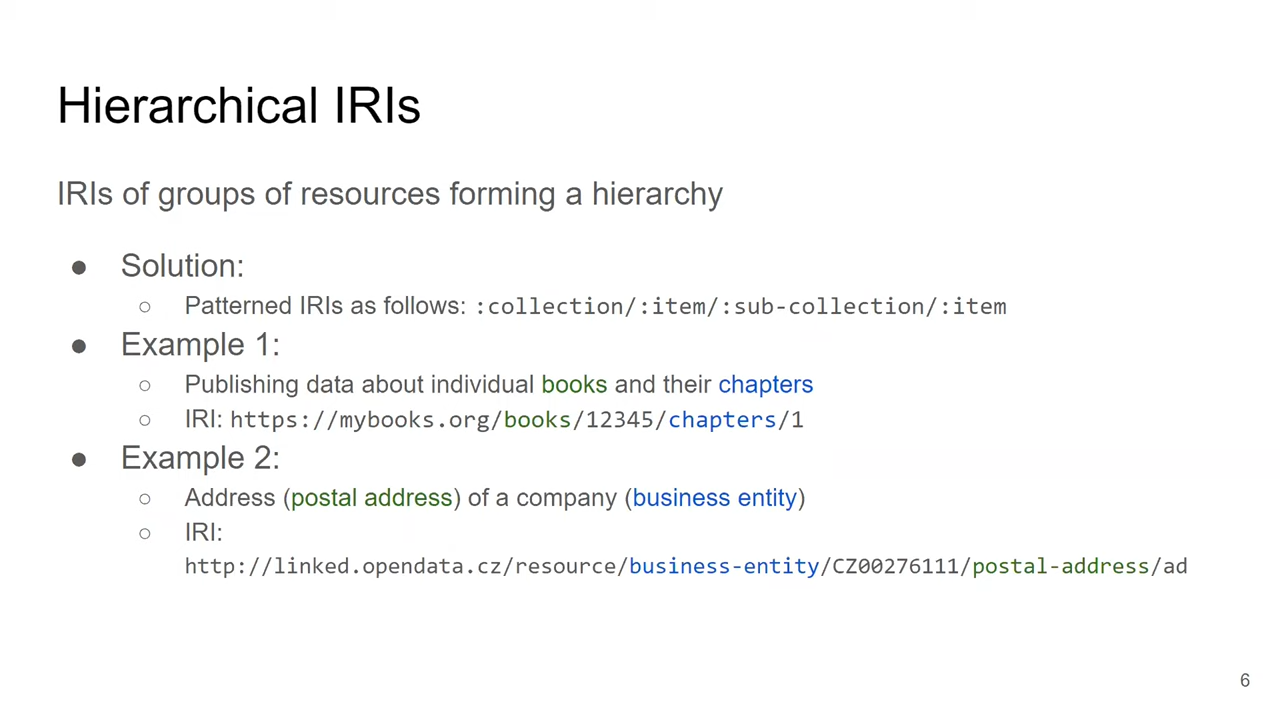 Hierarchical IRIs
IRIs of groups of resources forming a hierarchy
● Solution:
○ Patterned IRIs as follows: :collection/:item/:sub-collection/:item
● Example 1:
○ Publishing data about individual books and their chapters
○ IRI: https://mybooks.org/books/12345/chapters/1
● Example 2:
○ Address (postal address) of a company (business entity)
○ IRI:
http://linked.opendata.cz/resource/business-entity/CZ00276111/postal-address/ad
6